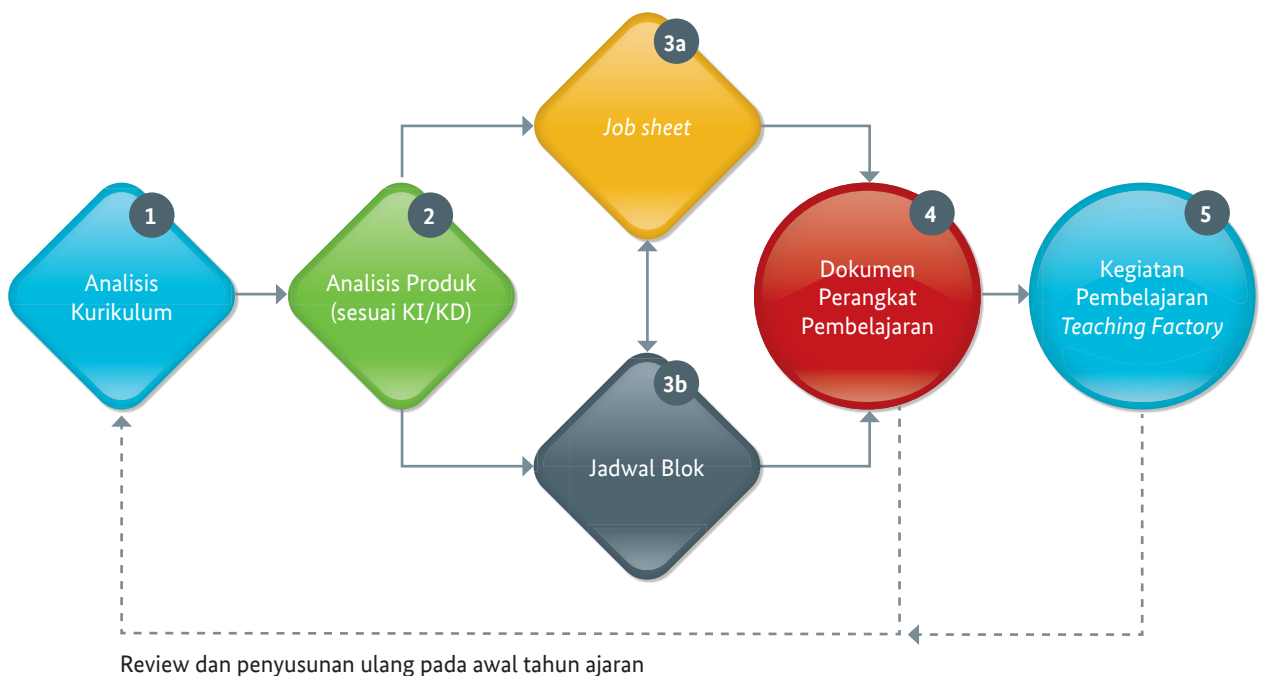 1
Analisis
Kurikulum
2
Analisis Produk
(sesuai KI/KD)
3a
Job sheet
3b
Jadwal Blok
4
Dokumen
Perangkat
Pembelajaran
5
Kegiatan
Pembelajaran
Teaching Factory
Review dan penyusunan ulang pada awal tahun ajaran